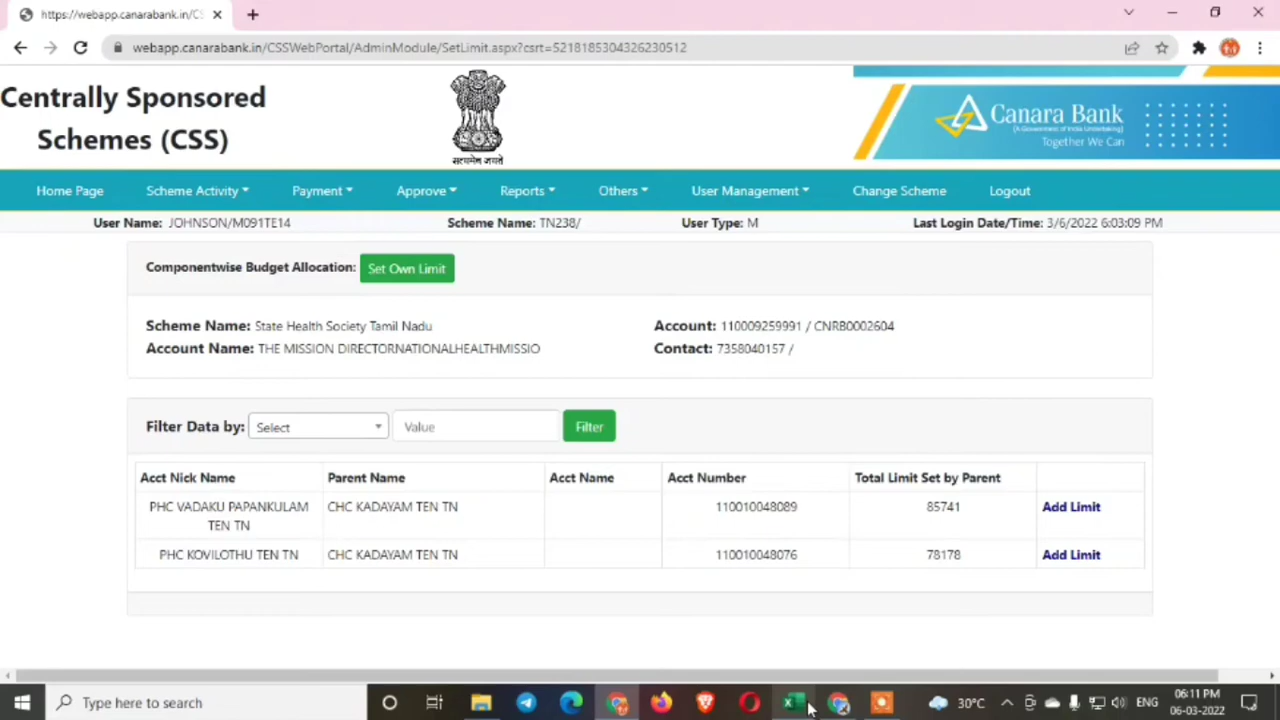 https://webapp.canarabank.in/CS
webapp.canarabank.in/CSSWebPortal/AdminModule/SetLimit.aspx?csrt=5218185304326230512
Centrally Sponsored
Schemes (CSS)
सत्यमेव जयते
Canara Bank
(A Government of India Undertaking)
Together We Can
Home Page Scheme Activity Payment Approve Reports Others User Management Change Scheme Logout
User Name: JOHNSON/M091TE14 Scheme Name: TN238/ User Type: M Last Login Date/Time: 3/6/2022 6:03:09 PM
Componentwise Budget Allocation: Set Own Limit
Scheme Name: State Health Society Tamil Nadu Account: 110009259991 / CNRB0002604
Account Name: THE MISSION DIRECTORNATIONALHEALTHMISSIO Contact: 7358040157 /
Filter Data by: Select Value Filter
Acct Nick Name Parent Name Acct Name Acct Number Total Limit Set by Parent
PHC VADAKU PAPANKULAM CHC KADAYAM TEN TN 110010048089 85741 Add Limit
TEN TN
PHC KOVILOTHU TEN TN CHC KADAYAM TEN TN 110010048076 78178 Add Limit
Type here to search 30°C ENG 06:11 PM
06-03-2022